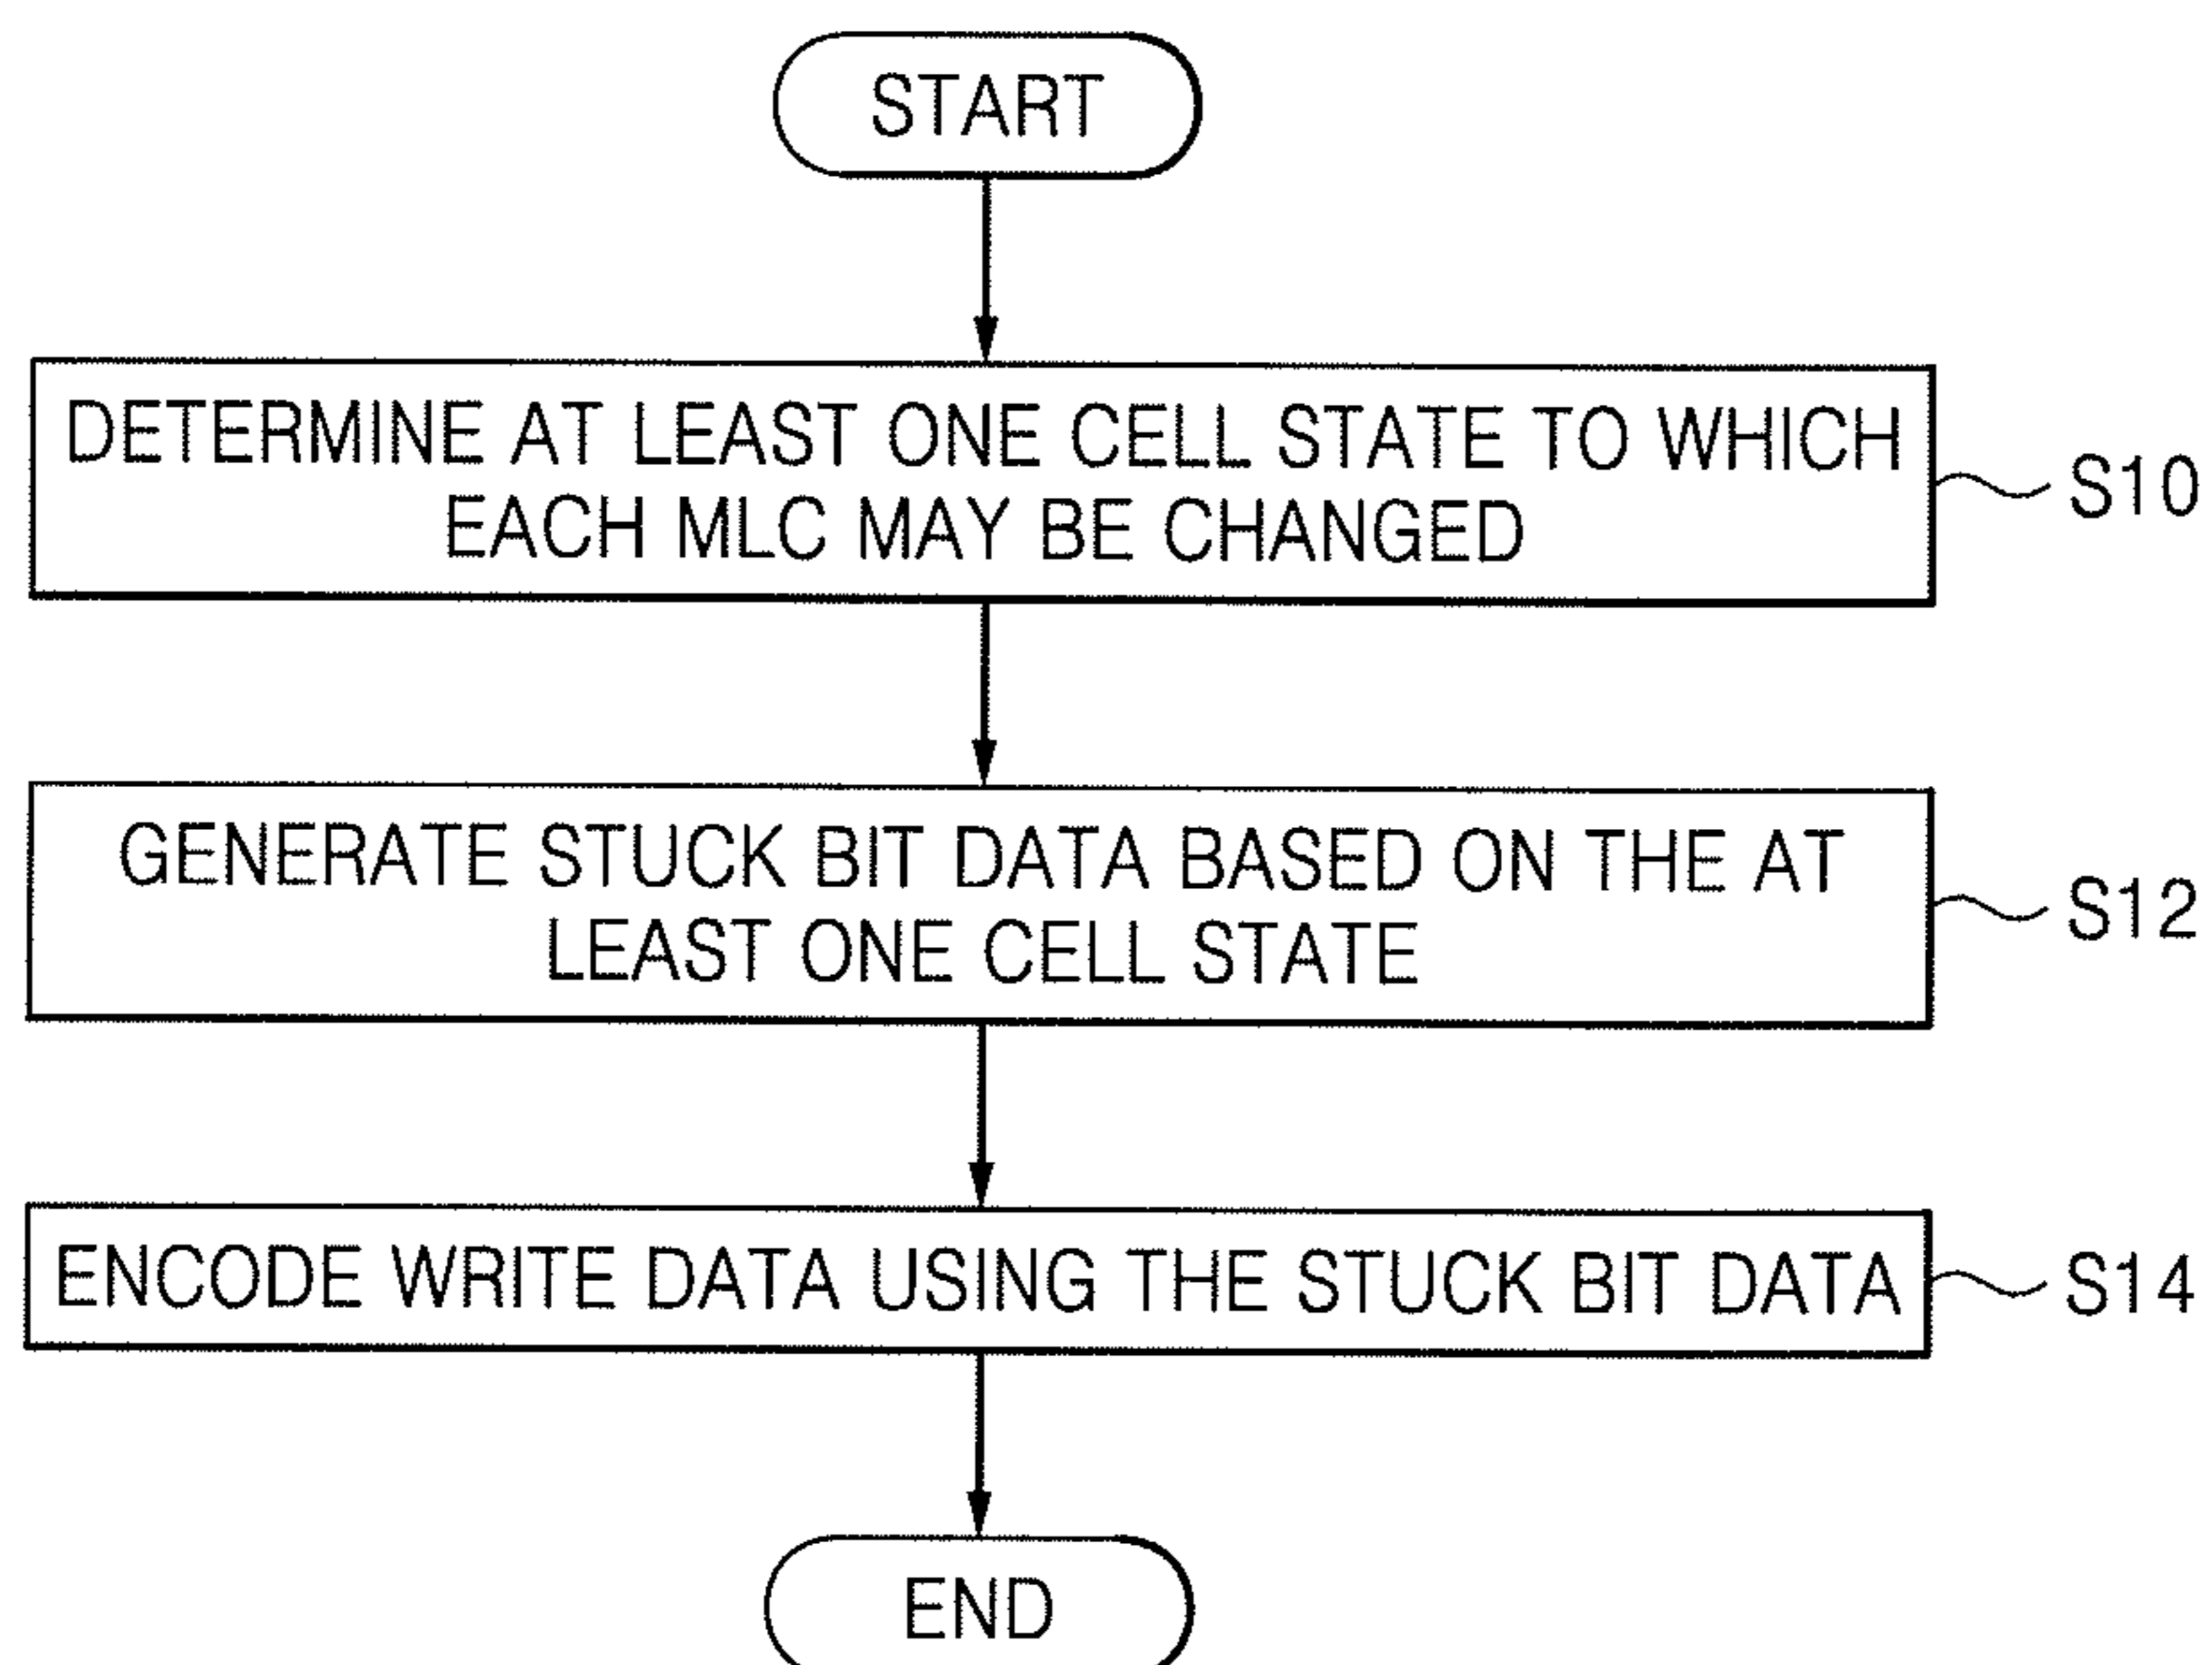 START
DETERMINE AT LEAST ONE CELL STATE TO WHICH
EACH MLC MAY BE CHANGED
S10
GENERATE STUCK BIT DATA BASED ON THE AT
LEAST ONE CELL STATE
S12
ENCODE WRITE DATA USING THE STUCK BIT DATA
S14
END